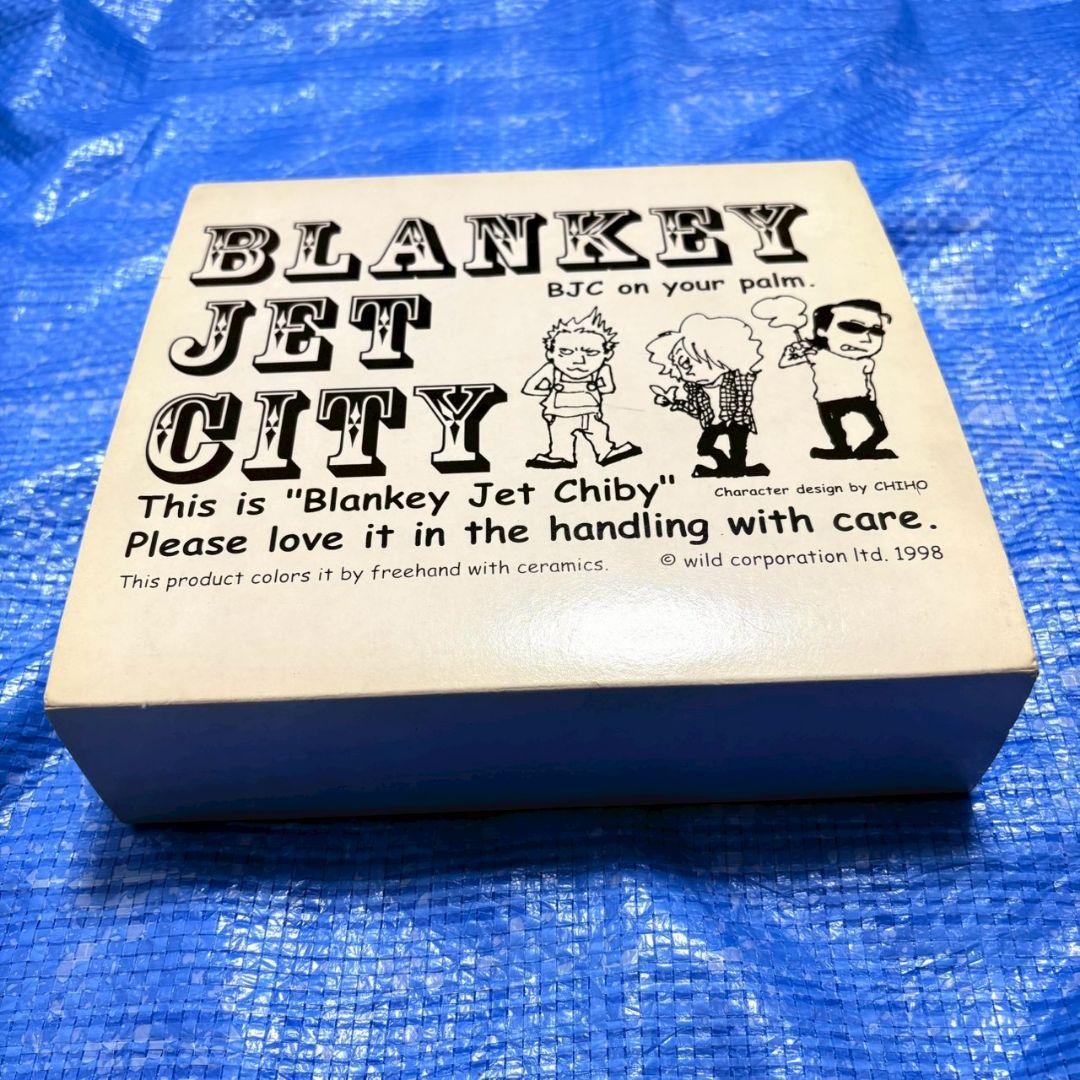 BLANKEY
JET
CITY
BJC on your palm.
This is "Blankey Jet Chiby"
Character design by CHIHO
Please love it in the handling with care.
This product colors it by freehand with ceramics.
© wild corporation ltd. 1998